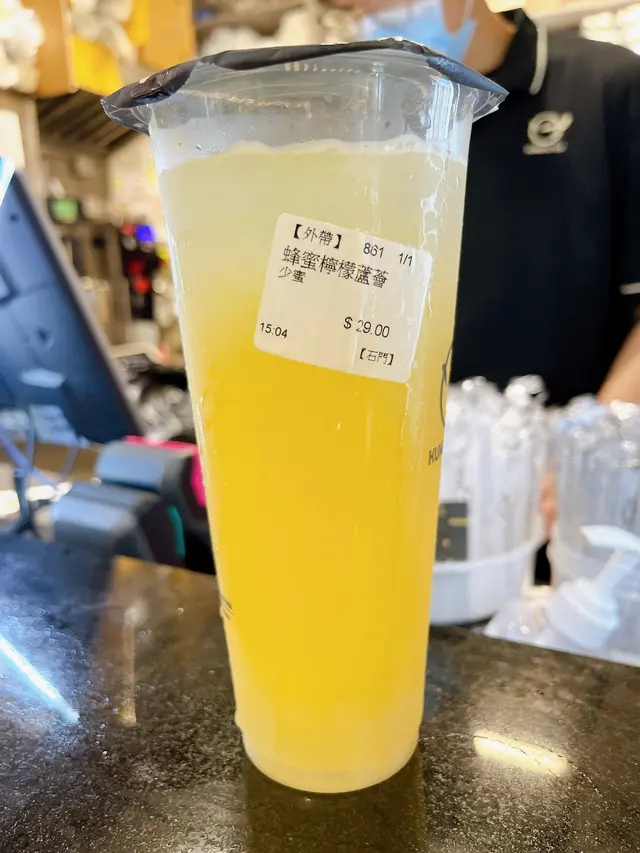 【外帶】 861 1/1
蜂蜜檸檬蘆薈
少蜜
$ 29.00
15:04
【石門】